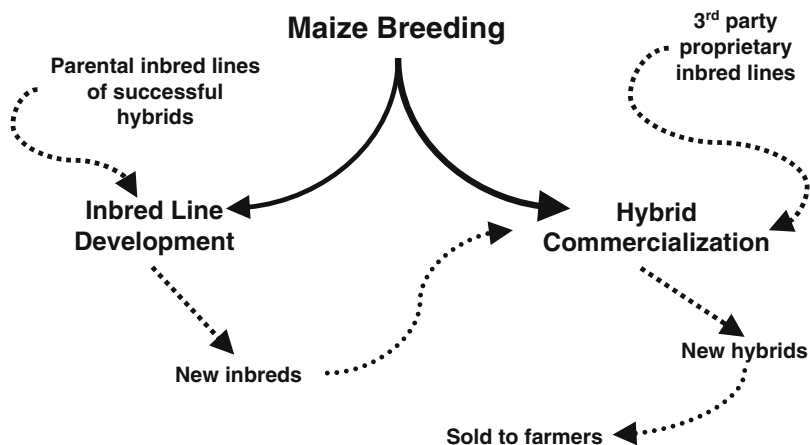 Maize Breeding
Parental inbred lines
of successful
hybrids
3rd party
proprietary
inbred lines
Inbred Line
Development
Hybrid
Commercialization
New inbreds
New hybrids
Sold to farmers